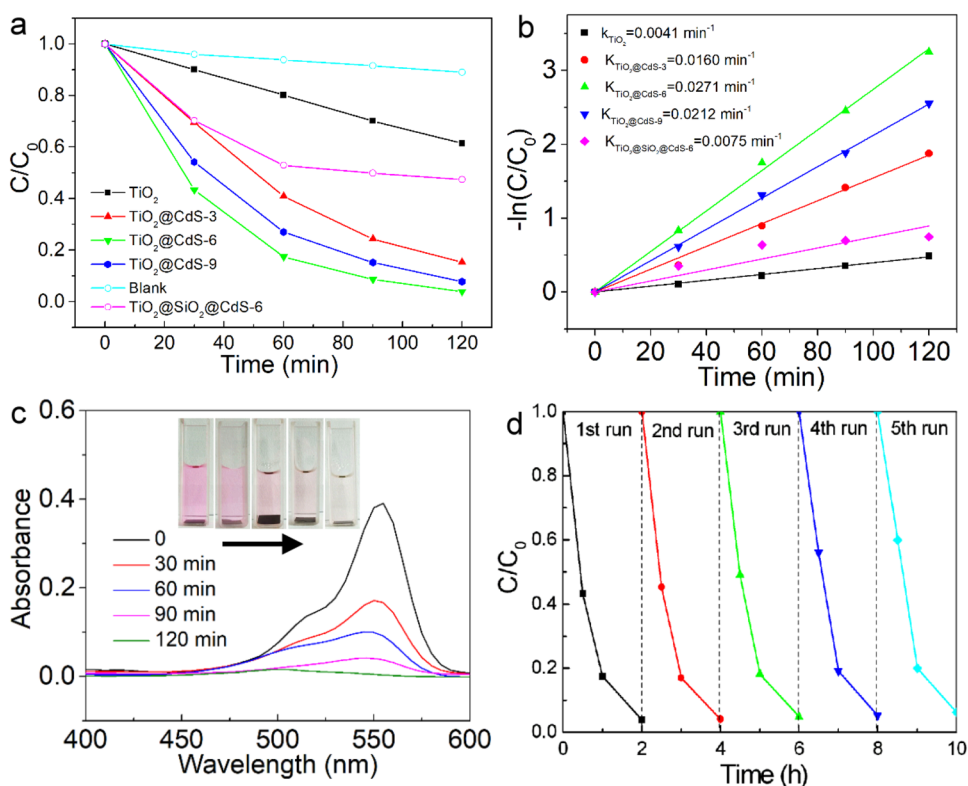 a
C/C₀
1.0
0.8
0.6
0.4
0.2
0.0
TiO₂
TiO₂@CdS-3
TiO₂@CdS-6
TiO₂@CdS-9
Blank
TiO₂@SiO₂@CdS-6
0 20 40 60 80 100 120
Time (min)
b
-ln(C/C₀)
3
2
1
0
k TiO₂=0.0041 min⁻¹
K TiO₂@CdS-3=0.0160 min⁻¹
K TiO₂@CdS-6=0.0271 min⁻¹
K TiO₂@CdS-9=0.0212 min⁻¹
K TiO₂@SiO₂@CdS-6=0.0075 min⁻¹
0 20 40 60 80 100 120
Time (min)
c
Absorbance
0.6
0.4
0.2
0.0
0
30 min
60 min
90 min
120 min
400 450 500 550 600
Wavelength (nm)
d
C/C₀
1.0
0.8
0.6
0.4
0.2
0.0
1st run 2nd run 3rd run 4th run 5th run
0 2 4 6 8 10
Time (h)